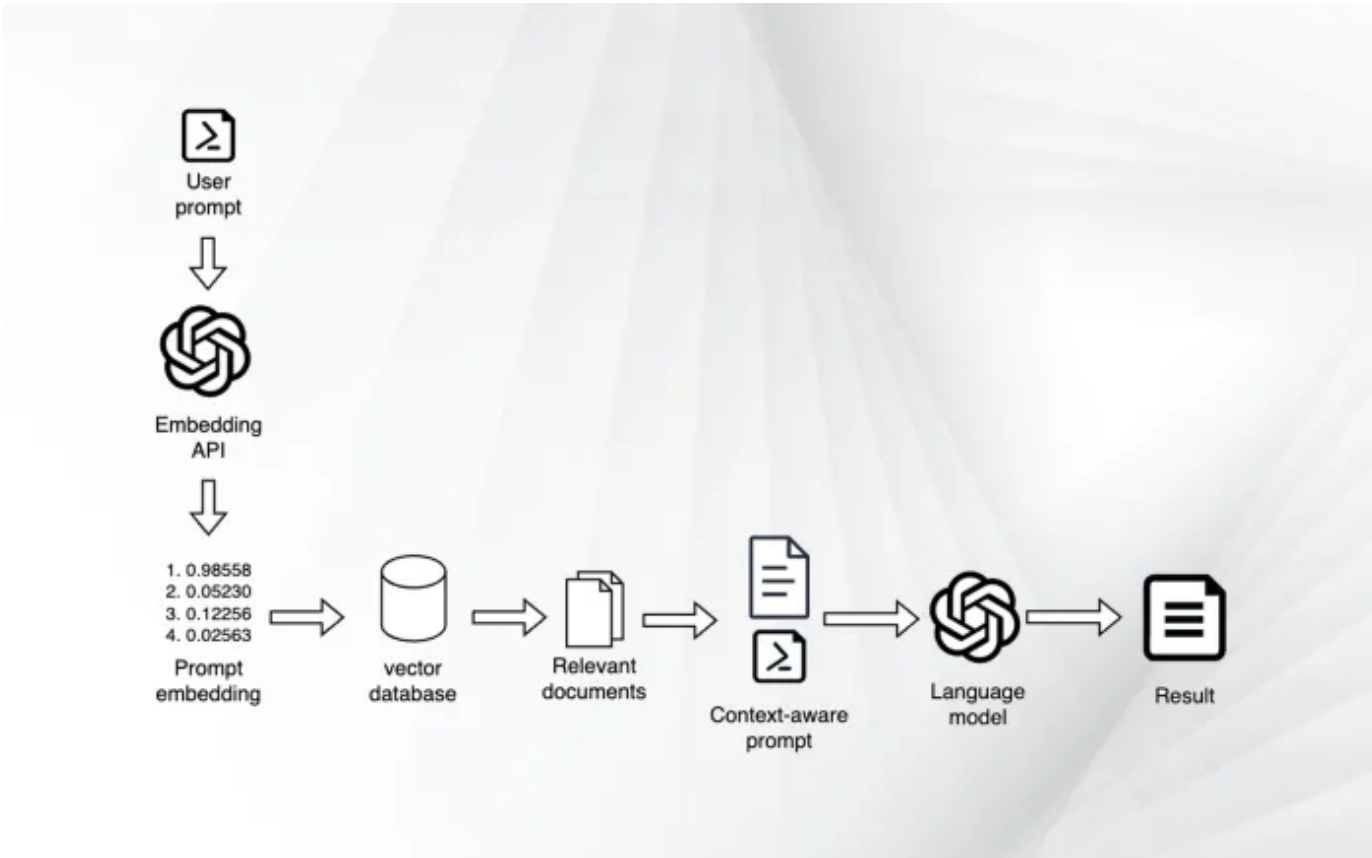 User
prompt
Embedding
API
1. 0.98558
2. 0.05230
3. 0.12256
4. 0.02563
Prompt
embedding
vector
database
Relevant
documents
Context-aware
prompt
Language
model
Result